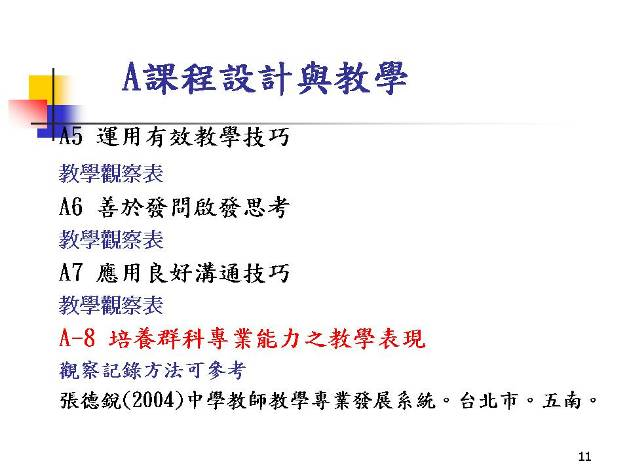 A課程設計與教學
A5 運用有效教學技巧
教學觀察表
A6 善於發問啟發思考
教學觀察表
A7 應用良好溝通技巧
教學觀察表
A-8 培養群科專業能力之教學表現
觀察記錄方法可參考
張德銳(2004)中學教師教學專業發展系統。台北市。五南。
11